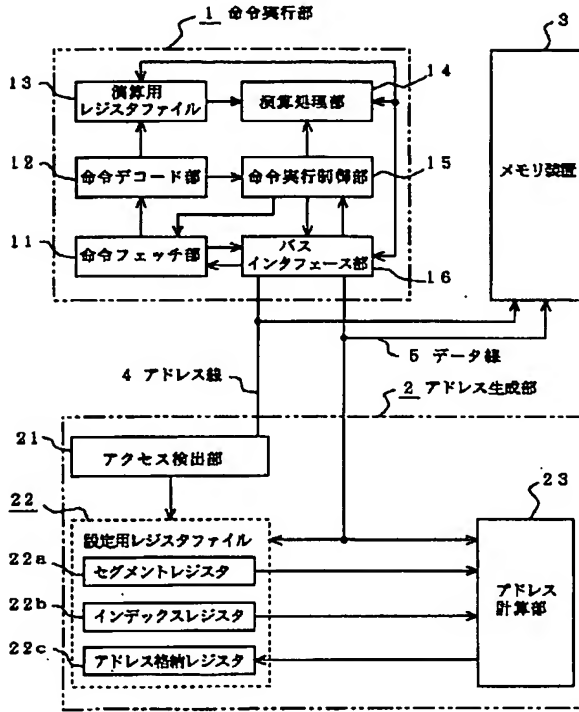 1 命令実行部
3
13
演算用
レジスタファイル
演算処理部
14
12
命令デコード部
命令実行制御部
15
メモリ装置
11
命令フェッチ部
バス
インタフェース部
16
5 データ線
4 アドレス線
2 アドレス生成部
21
アクセス検出部
22
23
設定用レジスタファイル
22a
セグメントレジスタ
22b
インデックスレジスタ
アドレス
計算部
22c
アドレス格納レジスタ